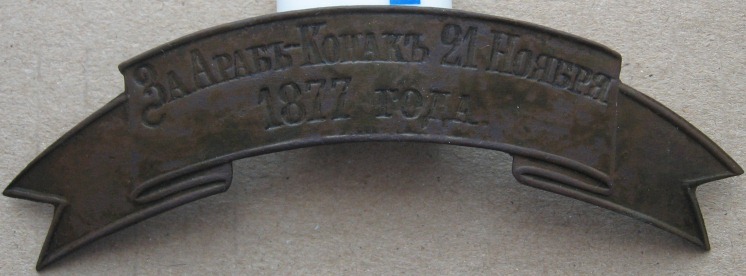 За Арабъ-Конакъ 21 Ноября
1877 года.